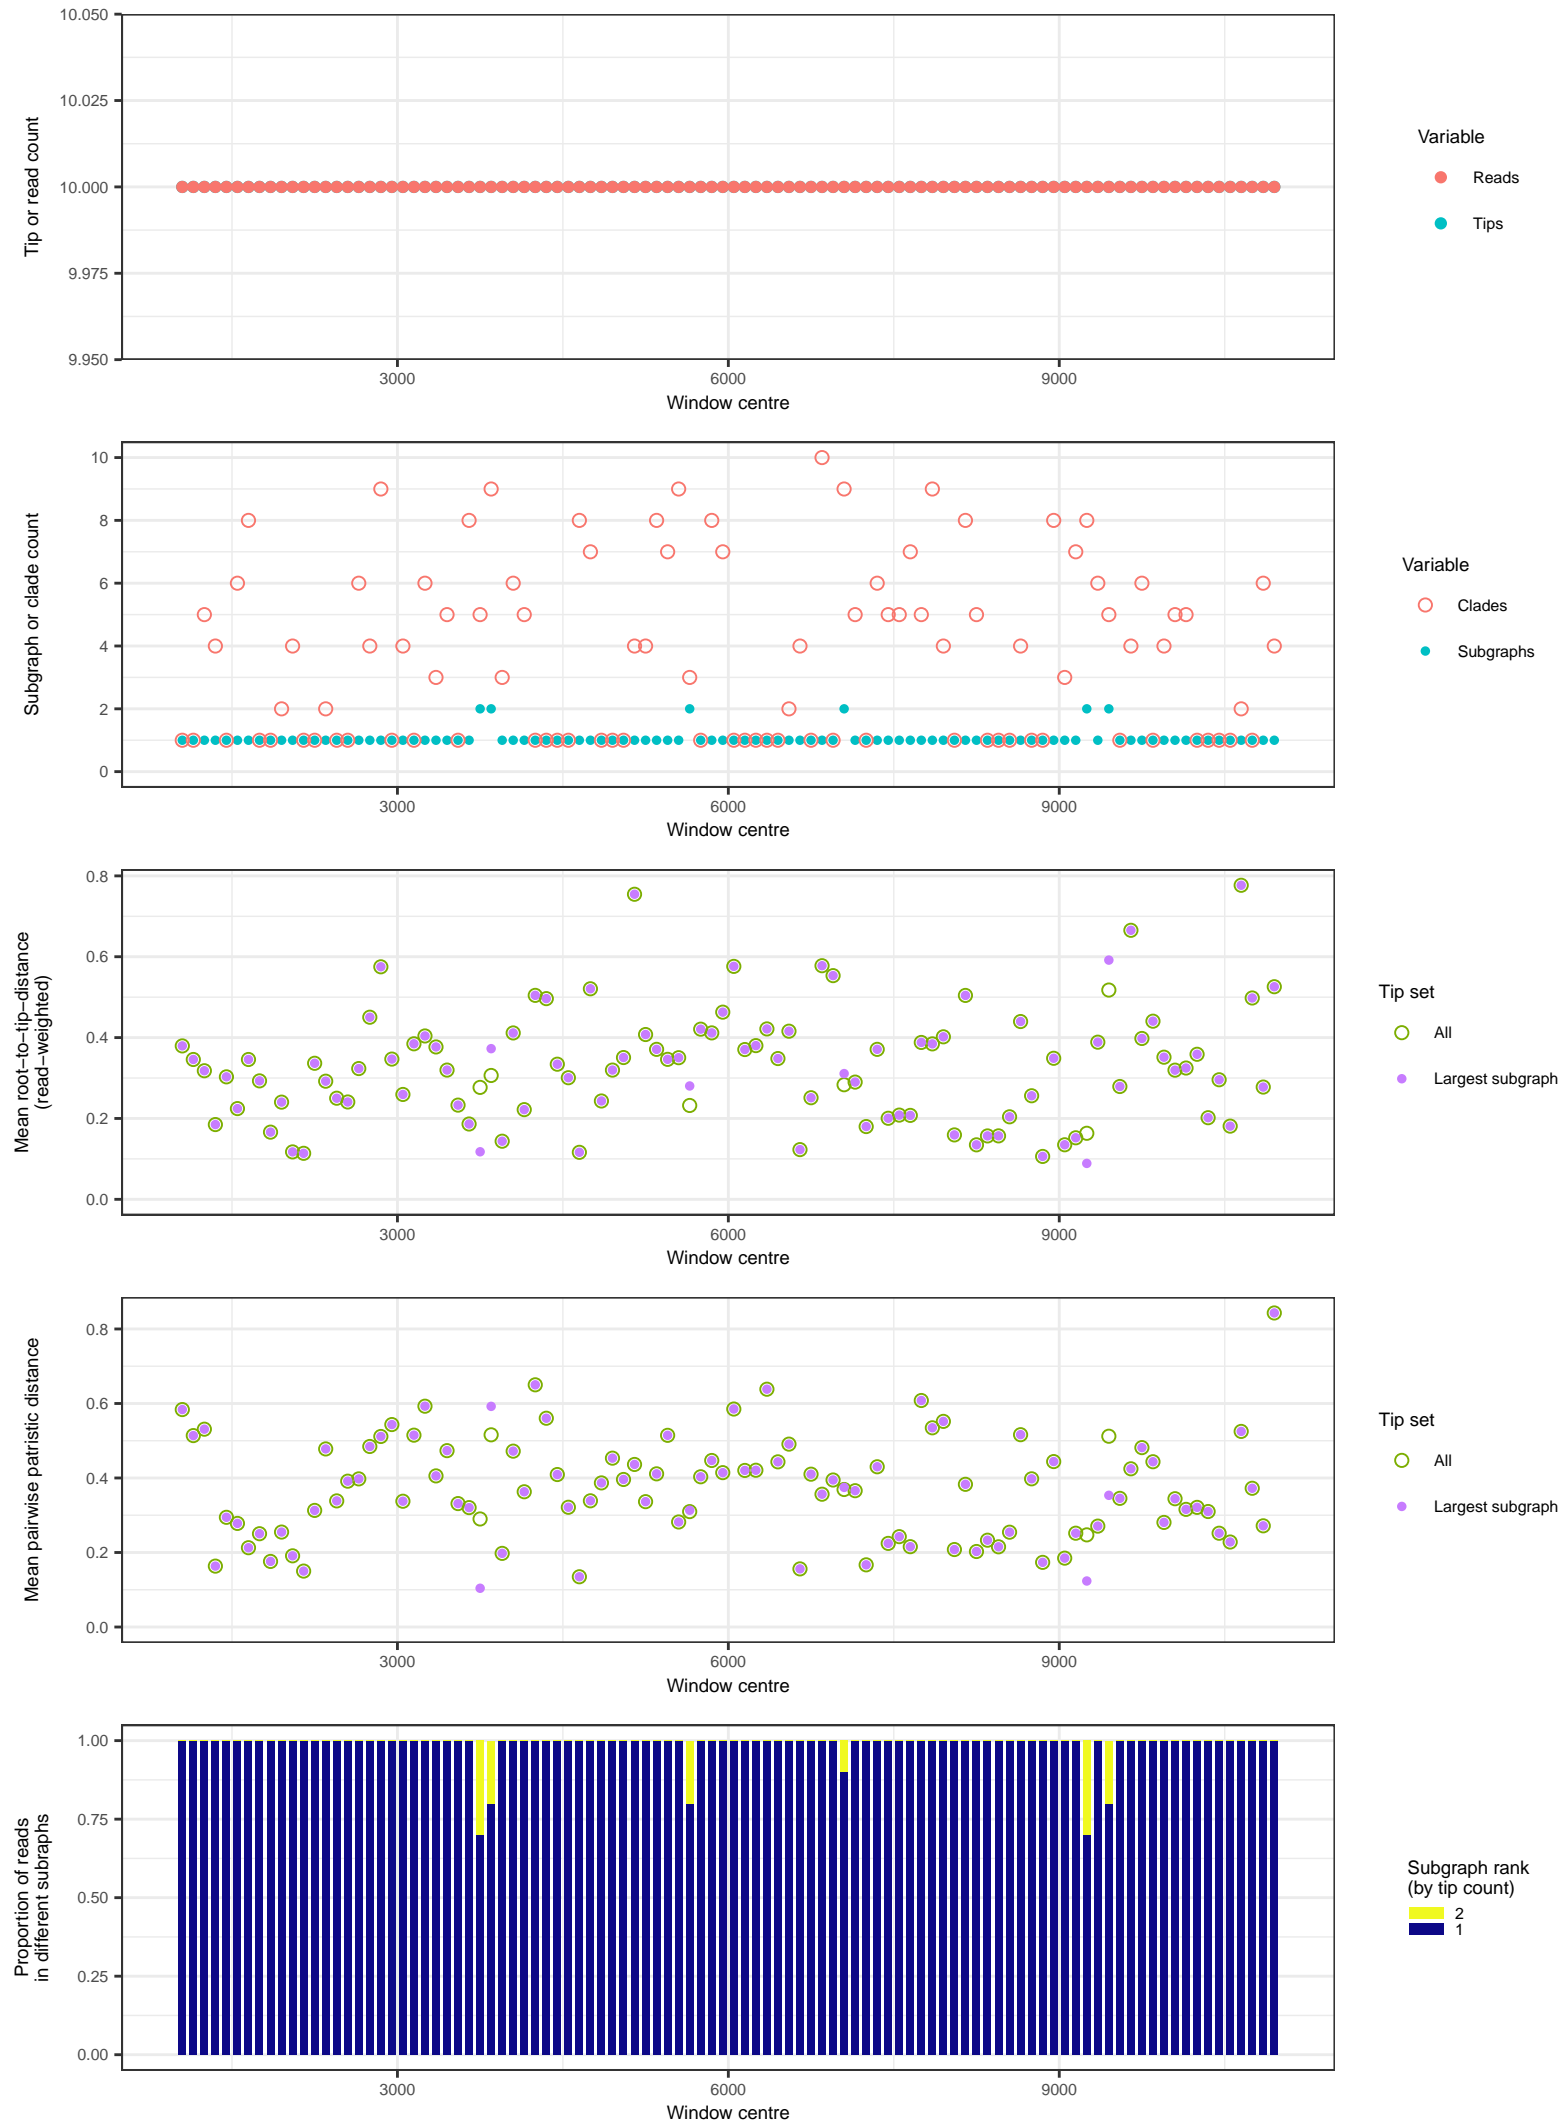 10.050
10.025
10.000
9.975
9.950
Tip or read count
3000
6000
9000
Window centre
Variable
Reads
Tips
10
8
6
4
2
0
Subgraph or clade count
3000
6000
9000
Window centre
Variable
Clades
Subgraphs
0.8
0.6
0.4
0.2
0.0
Mean root−to−tip−distance
(read−weighted)
3000
6000
9000
Window centre
Tip set
All
Largest subgraph
0.8
0.6
0.4
0.2
0.0
Mean pairwise patristic distance
3000
6000
9000
Window centre
Tip set
All
Largest subgraph
1.00
0.75
0.50
0.25
0.00
Proportion of reads
in different subraphs
3000
6000
9000
Window centre
Subgraph rank
(by tip count)
2
1